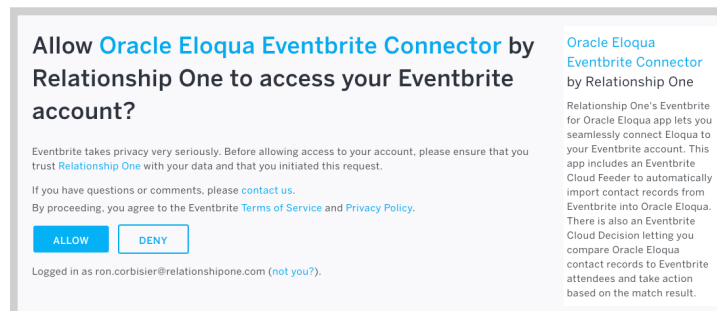 Allow Oracle Eloqua Eventbrite Connector by
Relationship One to access your Eventbrite
account?
Eventbrite takes privacy very seriously. Before allowing access to your account, please ensure that you
trust Relationship One with your data and that you initiated this request.
If you have questions or comments, please contact us.
By proceeding, you agree to the Eventbrite Terms of Service and Privacy Policy.
ALLOW DENY
Logged in as ron.corbisier@relationshipone.com (not you?).
Oracle Eloqua
Eventbrite Connector
by Relationship One
Relationship One's Eventbrite
for Oracle Eloqua app lets you
seamlessly connect Eloqua to
your Eventbrite account. This
app includes an Eventbrite
Cloud Feeder to automatically
import contact records from
Eventbrite into Oracle Eloqua.
There is also an Eventbrite
Cloud Decision letting you
compare Oracle Eloqua
contact records to Eventbrite
attendees and take action
based on the match result.